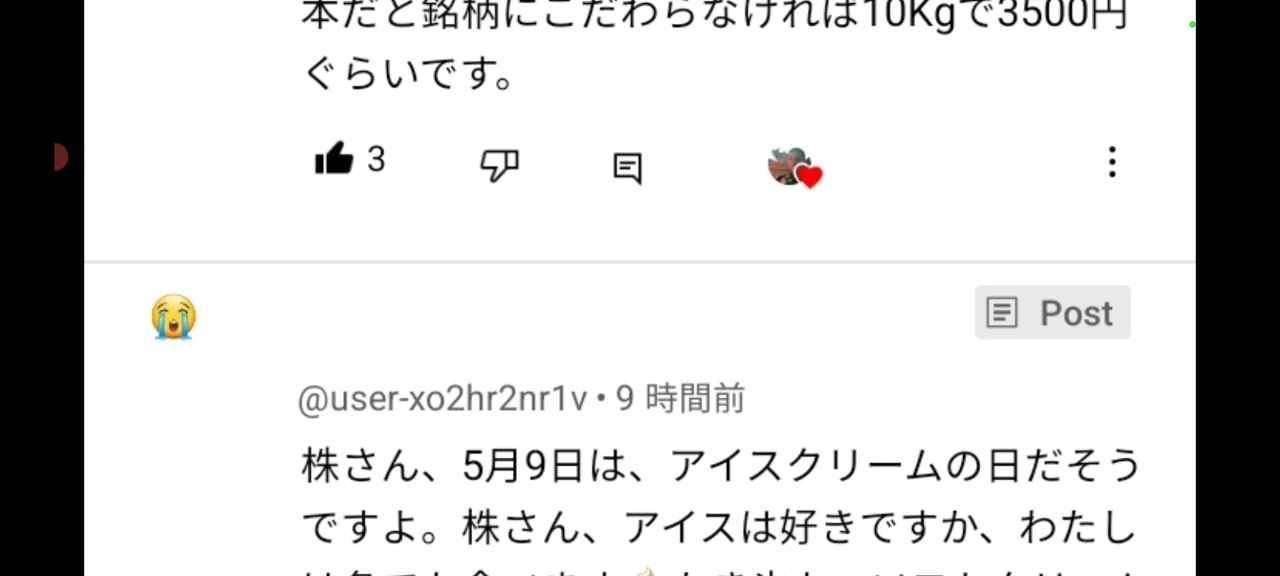 本だと銘柄にこだわらなければ10Kgで3500円
ぐらいです。
3
Post
@user-xo2hr2nr1v • 9 時間前
株さん、5月9日は、アイスクリームの日だそう
ですよ。株さん、アイスは好きですか、わたし